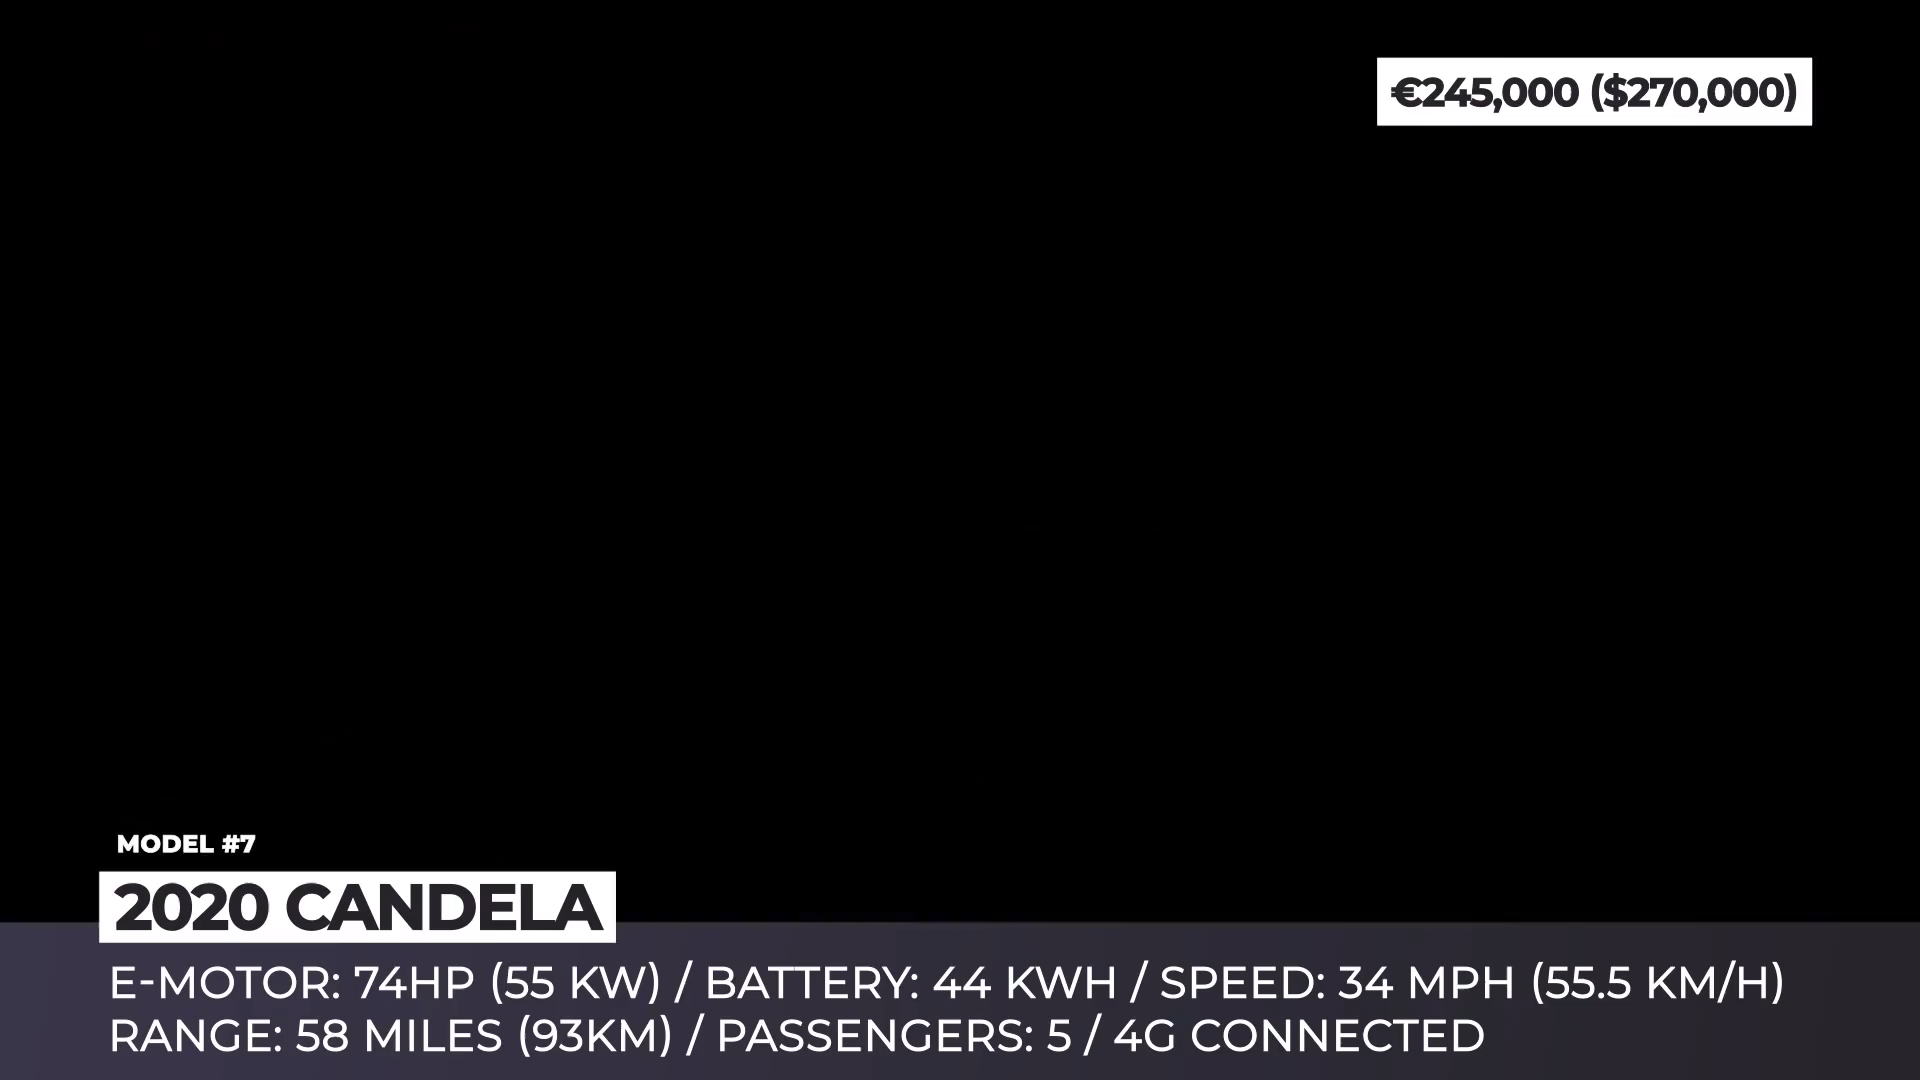 €245,000 ($270,000)
MODEL #7
2020 CANDELA
E-MOTOR: 74HP (55 KW) / BATTERY: 44 KWH / SPEED: 34 MPH (55.5 KM/H)
RANGE: 58 MILES (93KM) / PASSENGERS: 5 / 4G CONNECTED